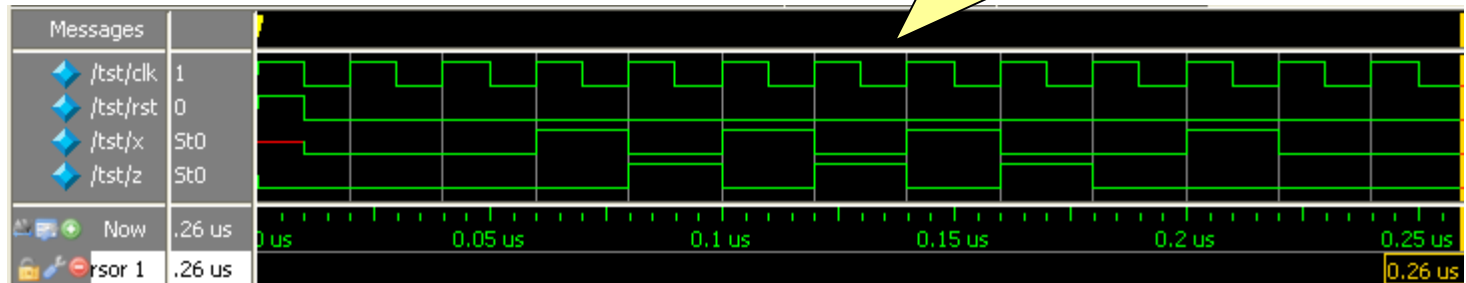 Messages
/tst/clk 1
/tst/rst 0
/tst/x St0
/tst/z St0
Now .26 us 0 us 0.05 us 0.1 us 0.15 us 0.2 us 0.25 us
rsor 1 .26 us 0.26 us